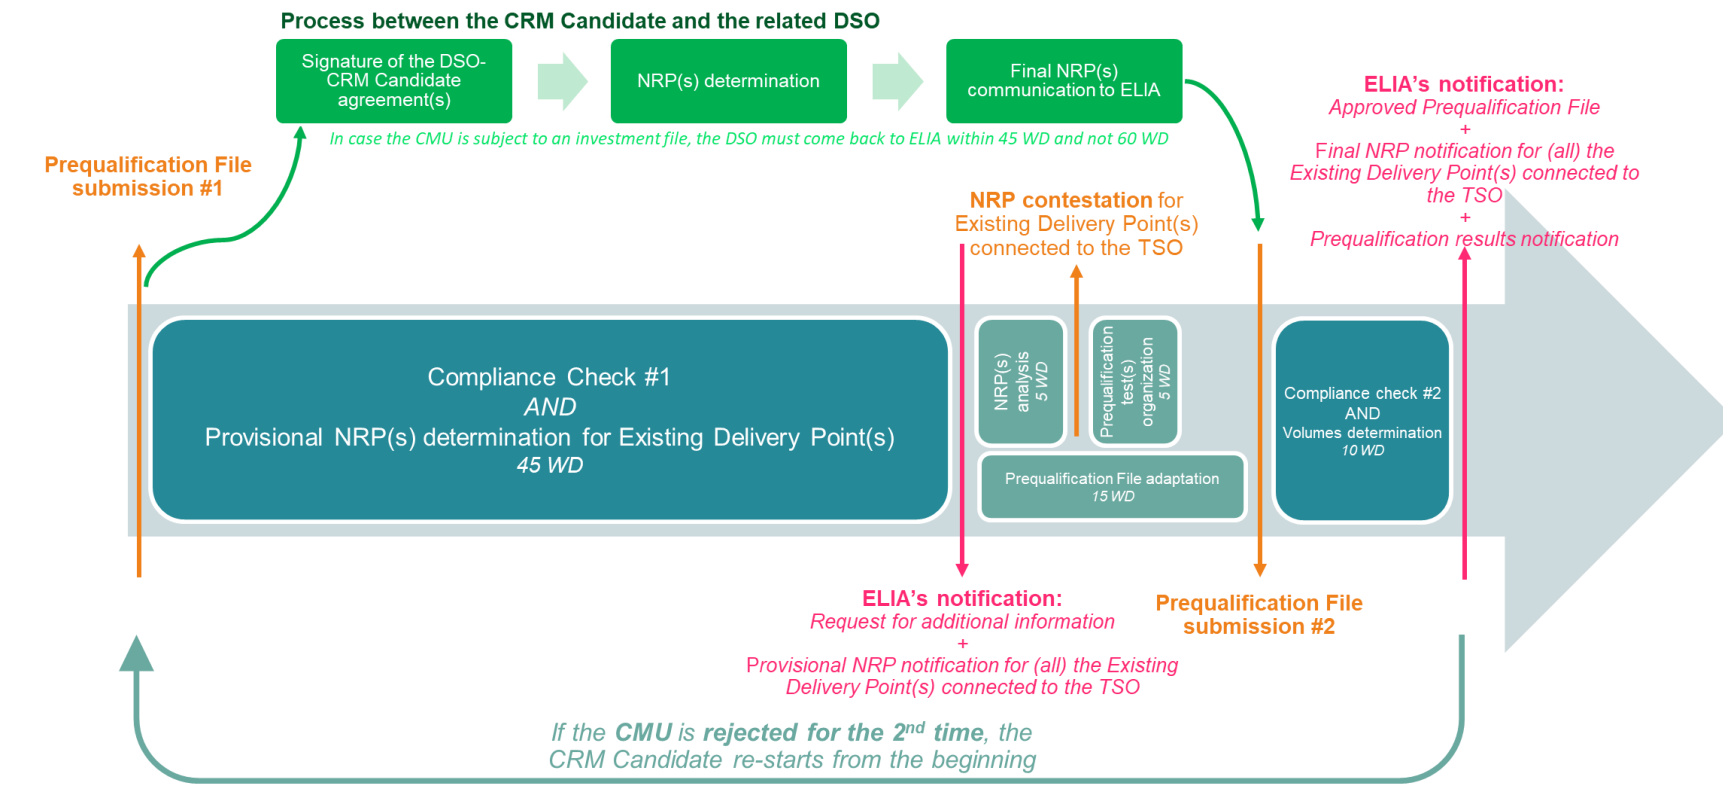 Process between the CRM Candidate and the related DSO
Signature of the DSO-
CRM Candidate
agreement(s)
NRP(s) determination
Final NRP(s)
communication to ELIA
In case the CMU is subject to an investment file, the DSO must come back to ELIA within 45 WD and not 60 WD
Prequalification File
submission #1
NRP contestation for
Existing Delivery Point(s)
connected to the TSO
ELIA's notification:
Approved Prequalification File
+
Final NRP notification for (all) the
Existing Delivery Point(s) connected to
the TSO
+
Prequalification results notification
Compliance Check #1
AND
Provisional NRP(s) determination for Existing Delivery Point(s)
45 WD
NRP(s)
analysis
5 WD
Prequalification
test(s)
organization
5 WD
Prequalification File adaptation
15 WD
Compliance check #2
AND
Volumes determination
10 WD
ELIA's notification:
Request for additional information
+
Provisional NRP notification for (all) the Existing
Delivery Point(s) connected to the TSO
Prequalification File
submission #2
If the CMU is rejected for the 2nd time, the
CRM Candidate re-starts from the beginning